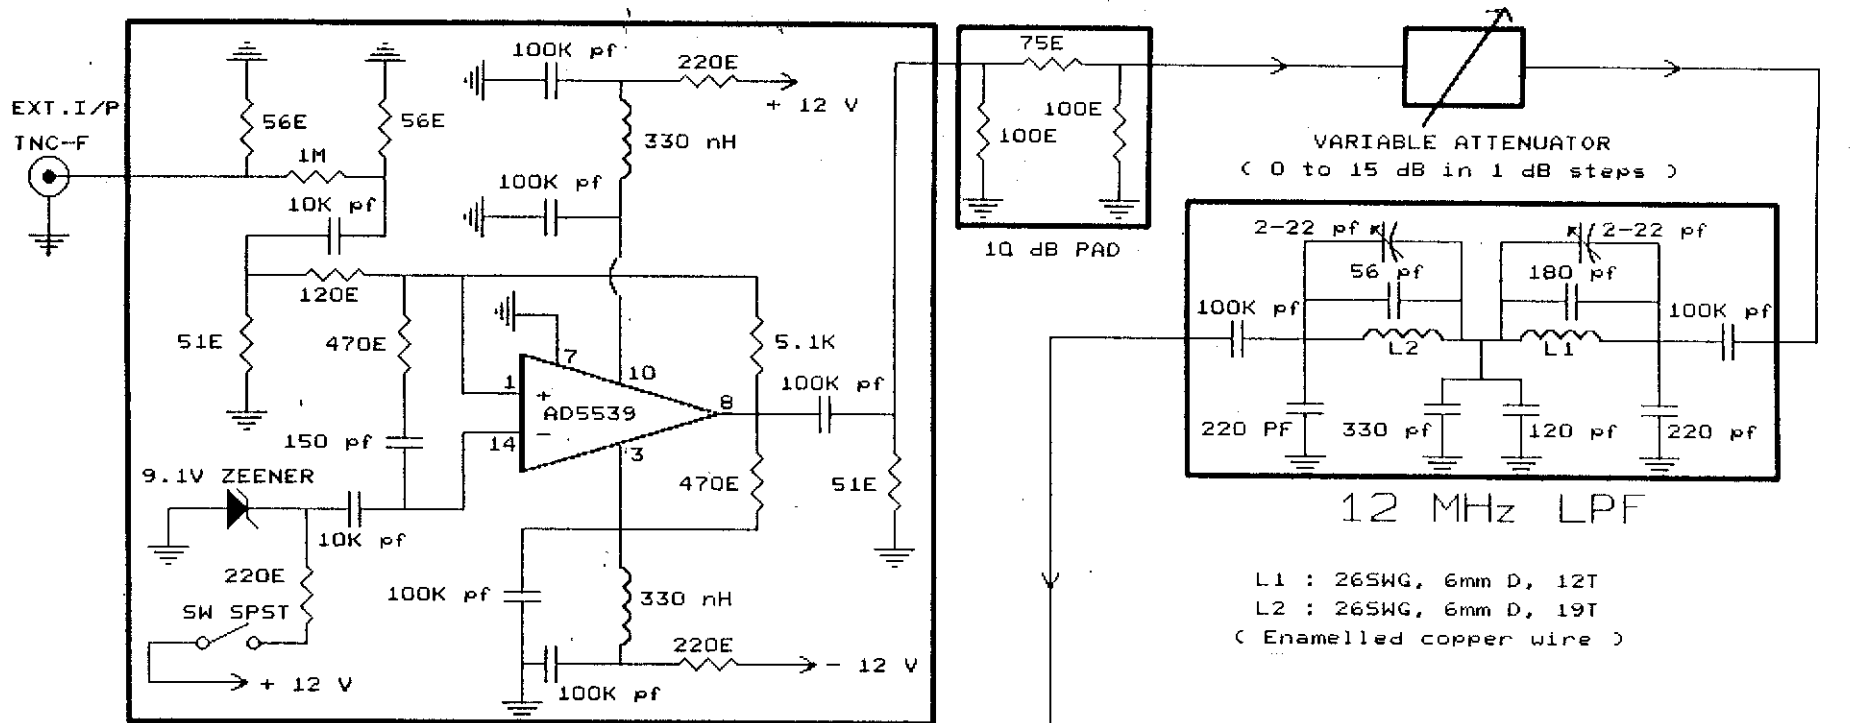 100K pf
220E
+ 12 V
EXT.I/P
TNC-F
56E
56E
1M
330 nH
100K pf
10K pf
120E
51E
470E
5.1K
7
10
1
+
AD5539
8
100K pf
14
-
3
150 pf
9.1V ZEENER
470E
51E
10K pf
220E
SW SPST
100K pf
330 nH
220E
- 12 V
+ 12 V
100K pf
75E
100E
100E
10 dB PAD
VARIABLE ATTENUATOR
( 0 to 15 dB in 1 dB steps )
2-22 pf
2-22 pf
56 pf
180 pf
100K pf
100K pf
L2
L1
220 PF
330 pf
120 pf
220 pf
12 MHz LPF
L1 : 26SWG, 6mm D, 12T
L2 : 26SWG, 6mm D, 19T
( Enamelled copper wire )